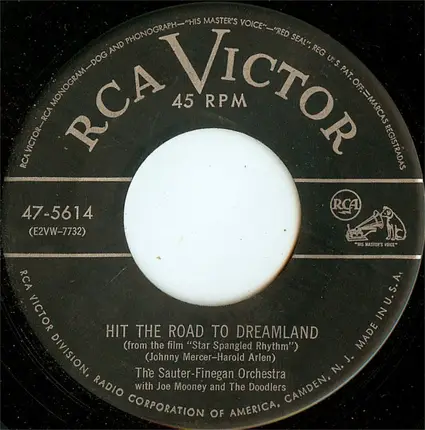 RCA VICTOR—RCA MONOGRAM—DOG AND PHONOGRAPH—"HIS MASTER'S VOICE"—"RED SEAL", REG. U.S. PAT. OFF.—MARCAS REGISTRADAS
RCA VICTOR
45 RPM
47-5614
(E2VW-7732)
RCA
"HIS MASTER'S VOICE"
HIT THE ROAD TO DREAMLAND
(from the film "Star Spangled Rhythm")
(Johnny Mercer-Harold Arlen)
The Sauter-Finegan Orchestra
with Joe Mooney and The Doodlers
RCA VICTOR DIVISION, RADIO CORPORATION OF AMERICA, CAMDEN, N. J. MADE IN U.S.A.